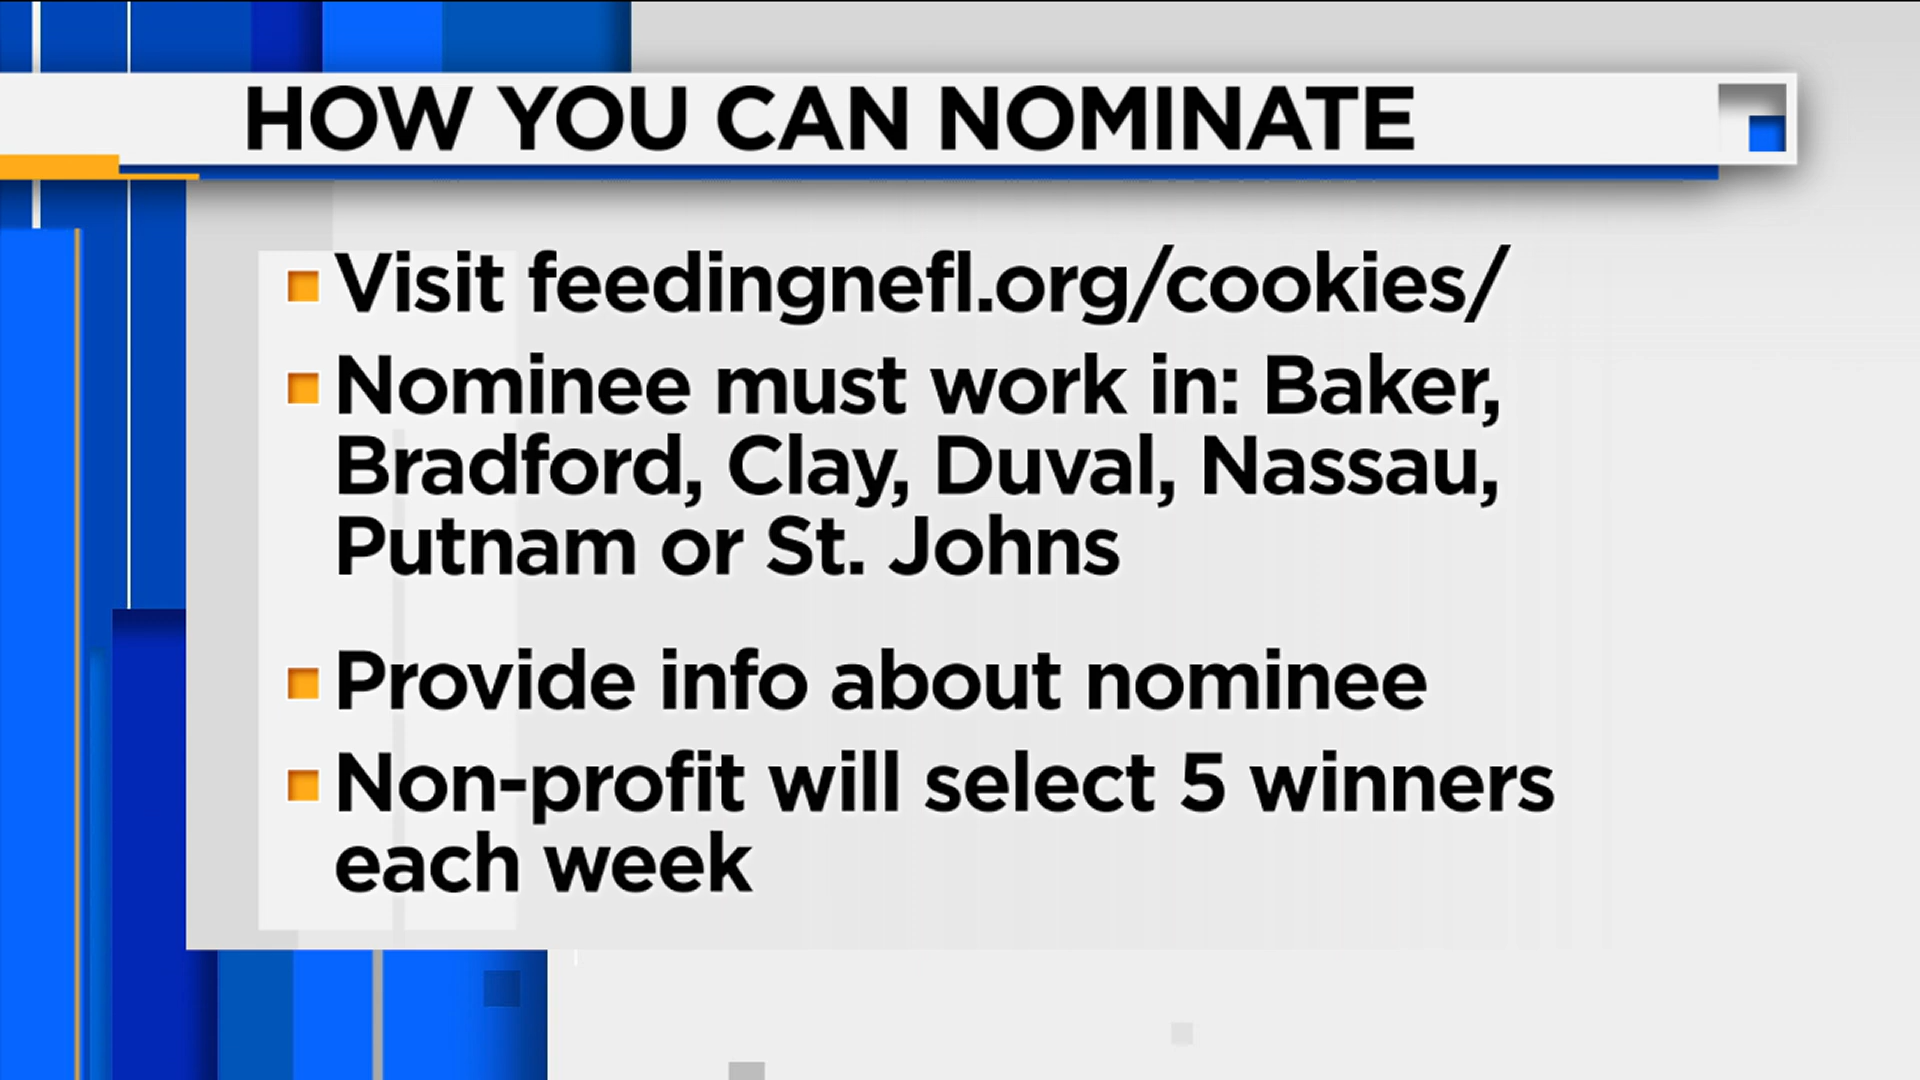 HOW YOU CAN NOMINATE
Visit feedingnefl.org/cookies/
Nominee must work in: Baker,
Bradford, Clay, Duval, Nassau,
Putnam or St. Johns
Provide info about nominee
Non-profit will select 5 winners
each week